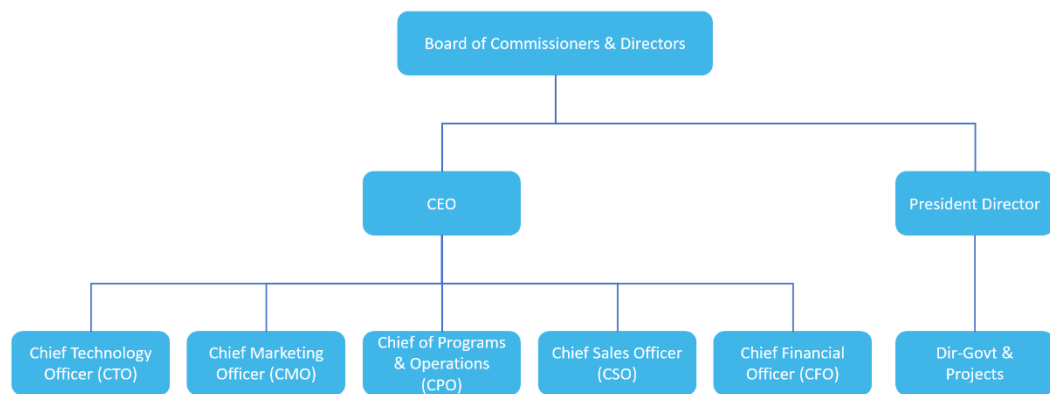 Board of Commissioners & Directors
CEO
President Director
Chief Technology
Officer (CTO)
Chief Marketing
Officer (CMO)
Chief of Programs
& Operations
(CPO)
Chief Sales Officer
(CSO)
Chief Financial
Officer (CFO)
Dir-Govt &
Projects